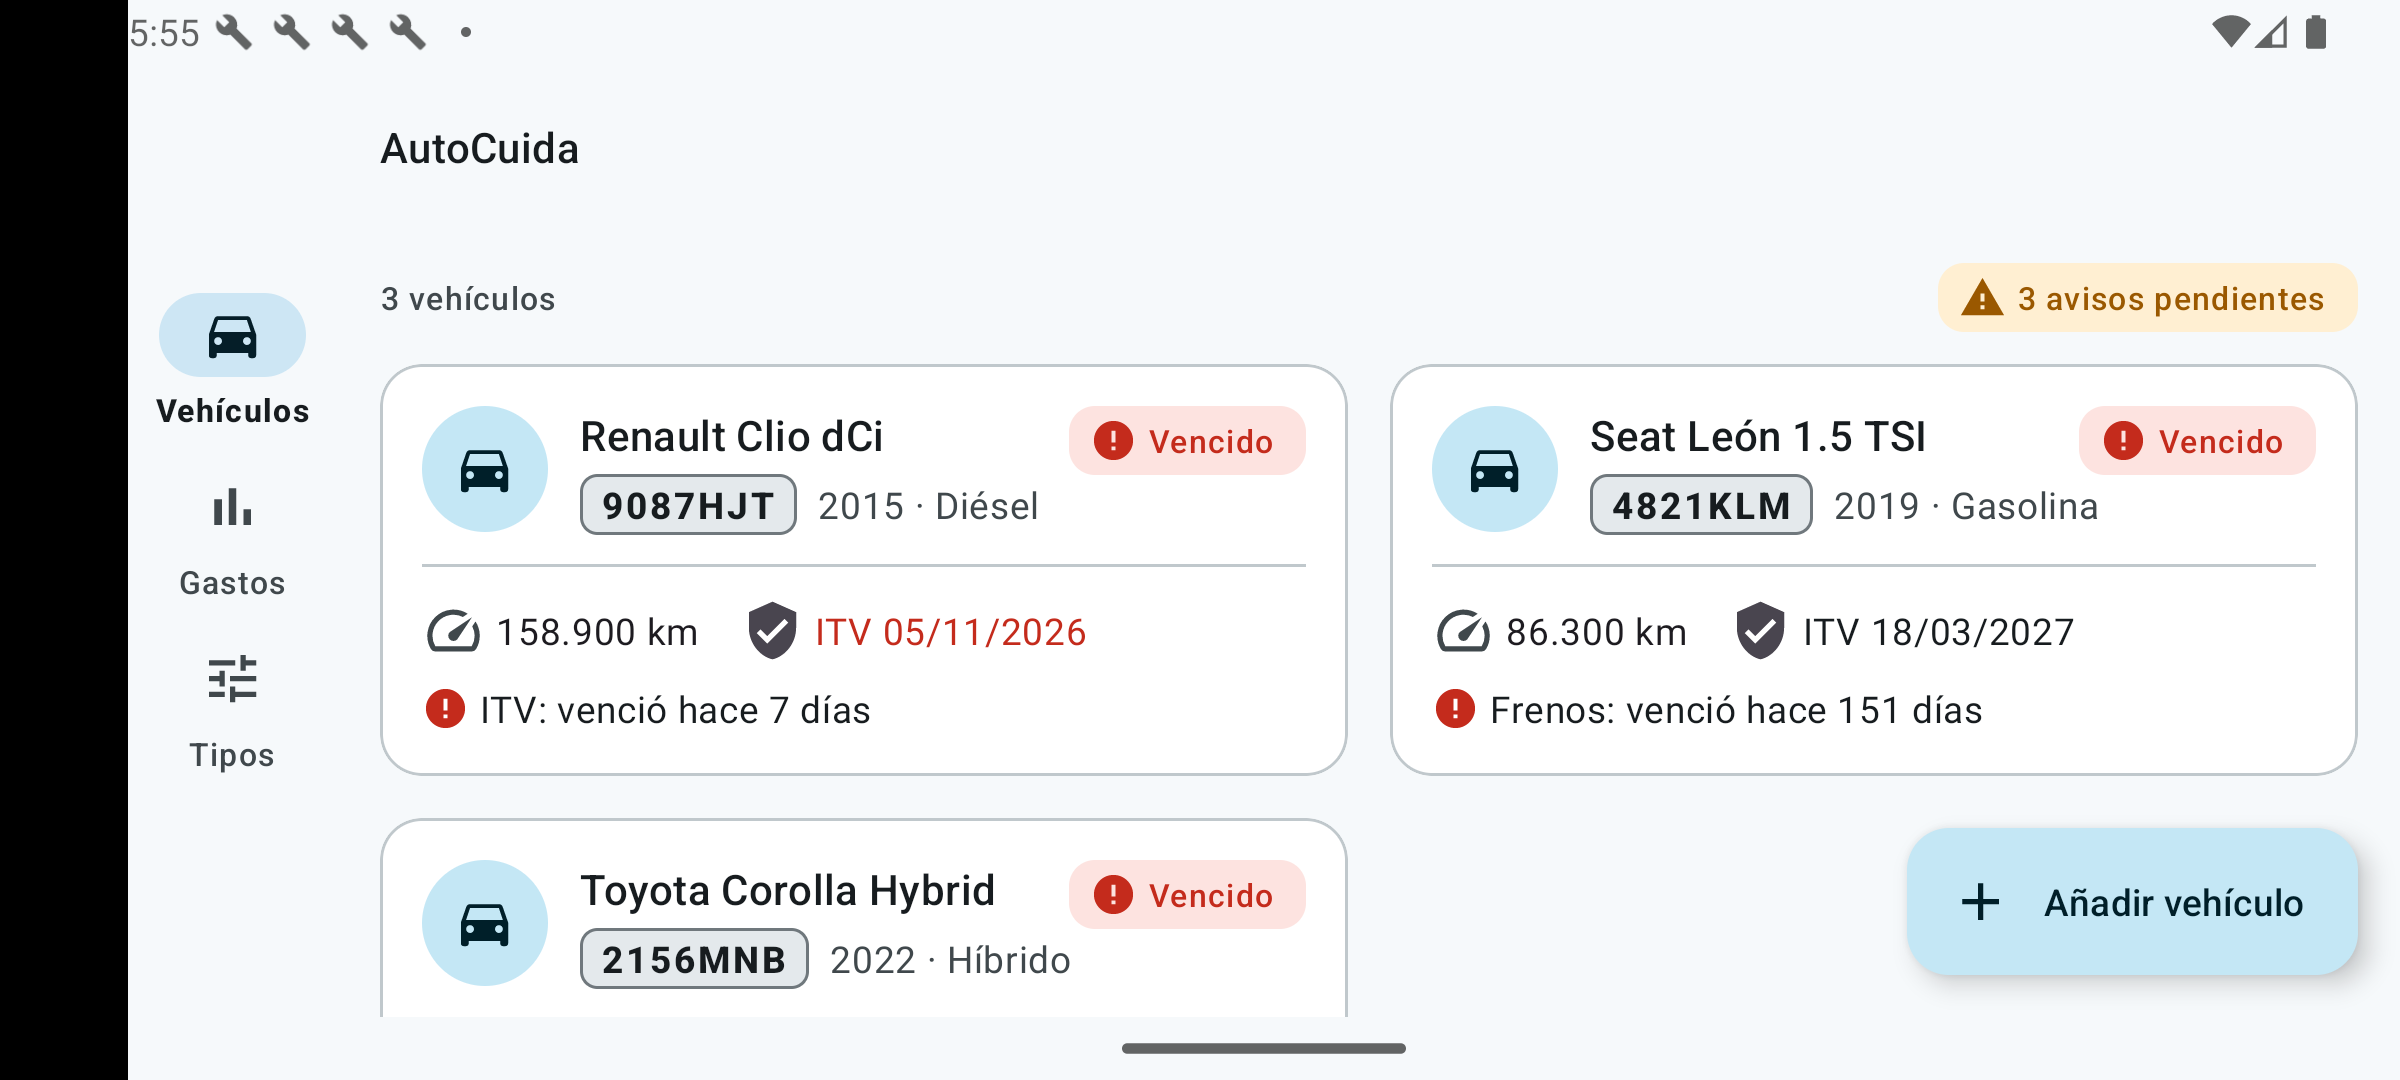 5:55
AutoCuida
3 vehículos
3 avisos pendientes
Vehículos
Gastos
Tipos
Renault Clio dCi
Vencido
9087HJT 2015 · Diésel
158.900 km ITV 05/11/2026
ITV: venció hace 7 días
Seat León 1.5 TSI
Vencido
4821KLM 2019 · Gasolina
86.300 km ITV 18/03/2027
Frenos: venció hace 151 días
Toyota Corolla Hybrid
Vencido
2156MNB 2022 · Híbrido
Añadir vehículo